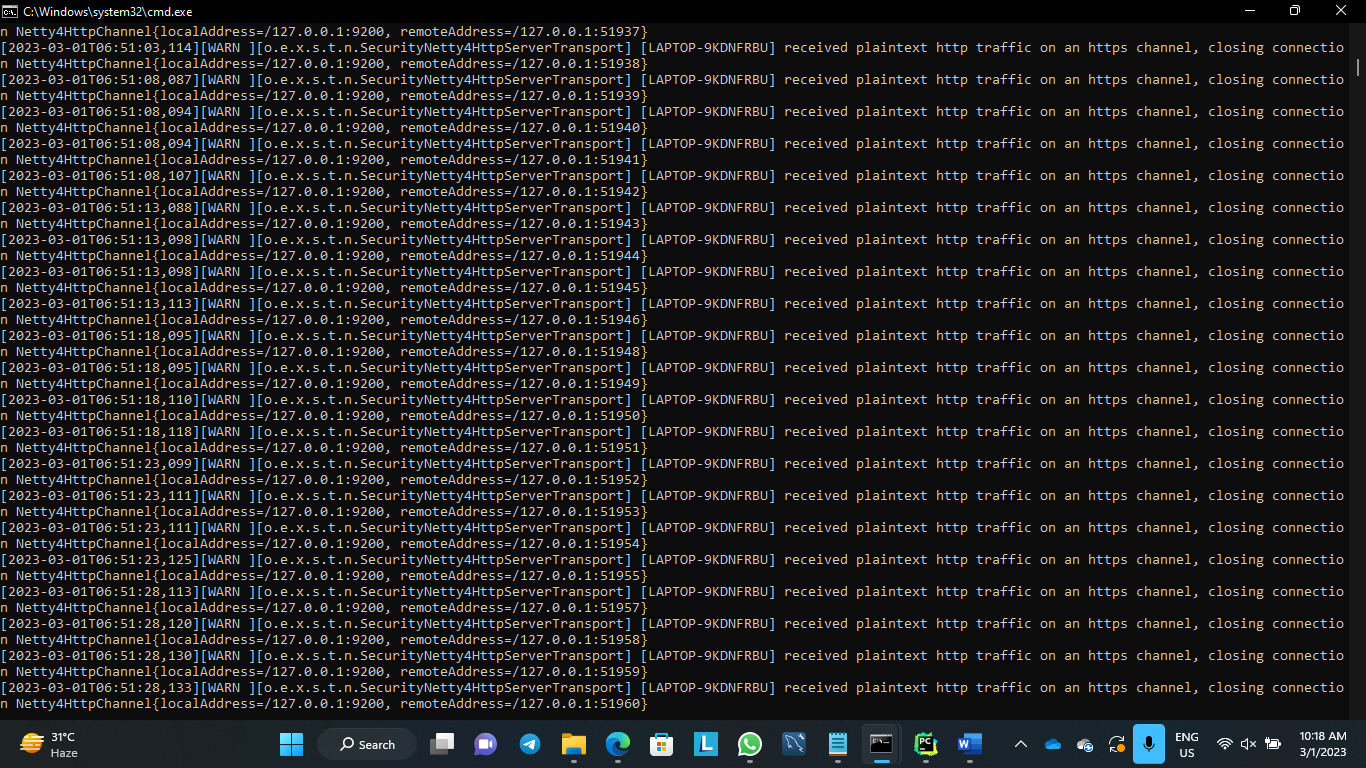 C:\Windows\system32\cmd.exe
n Netty4HttpChannel{localAddress=/127.0.0.1:9200, remoteAddress=/127.0.0.1:51937}
[2023-03-01T06:51:03,114][WARN ][o.e.x.s.t.n.SecurityNetty4HttpServerTransport] [LAPTOP-9KDNFRBU] received plaintext http traffic on an https channel, closing connectio
n Netty4HttpChannel{localAddress=/127.0.0.1:9200, remoteAddress=/127.0.0.1:51938}
[2023-03-01T06:51:08,087][WARN ][o.e.x.s.t.n.SecurityNetty4HttpServerTransport] [LAPTOP-9KDNFRBU] received plaintext http traffic on an https channel, closing connectio
n Netty4HttpChannel{localAddress=/127.0.0.1:9200, remoteAddress=/127.0.0.1:51939}
[2023-03-01T06:51:08,094][WARN ][o.e.x.s.t.n.SecurityNetty4HttpServerTransport] [LAPTOP-9KDNFRBU] received plaintext http traffic on an https channel, closing connectio
n Netty4HttpChannel{localAddress=/127.0.0.1:9200, remoteAddress=/127.0.0.1:51940}
[2023-03-01T06:51:08,094][WARN ][o.e.x.s.t.n.SecurityNetty4HttpServerTransport] [LAPTOP-9KDNFRBU] received plaintext http traffic on an https channel, closing connectio
n Netty4HttpChannel{localAddress=/127.0.0.1:9200, remoteAddress=/127.0.0.1:51941}
[2023-03-01T06:51:08,107][WARN ][o.e.x.s.t.n.SecurityNetty4HttpServerTransport] [LAPTOP-9KDNFRBU] received plaintext http traffic on an https channel, closing connectio
n Netty4HttpChannel{localAddress=/127.0.0.1:9200, remoteAddress=/127.0.0.1:51942}
[2023-03-01T06:51:13,088][WARN ][o.e.x.s.t.n.SecurityNetty4HttpServerTransport] [LAPTOP-9KDNFRBU] received plaintext http traffic on an https channel, closing connectio
n Netty4HttpChannel{localAddress=/127.0.0.1:9200, remoteAddress=/127.0.0.1:51943}
[2023-03-01T06:51:13,098][WARN ][o.e.x.s.t.n.SecurityNetty4HttpServerTransport] [LAPTOP-9KDNFRBU] received plaintext http traffic on an https channel, closing connectio
n Netty4HttpChannel{localAddress=/127.0.0.1:9200, remoteAddress=/127.0.0.1:51944}
[2023-03-01T06:51:13,098][WARN ][o.e.x.s.t.n.SecurityNetty4HttpServerTransport] [LAPTOP-9KDNFRBU] received plaintext http traffic on an https channel, closing connectio
n Netty4HttpChannel{localAddress=/127.0.0.1:9200, remoteAddress=/127.0.0.1:51945}
[2023-03-01T06:51:13,113][WARN ][o.e.x.s.t.n.SecurityNetty4HttpServerTransport] [LAPTOP-9KDNFRBU] received plaintext http traffic on an https channel, closing connectio
n Netty4HttpChannel{localAddress=/127.0.0.1:9200, remoteAddress=/127.0.0.1:51946}
[2023-03-01T06:51:18,095][WARN ][o.e.x.s.t.n.SecurityNetty4HttpServerTransport] [LAPTOP-9KDNFRBU] received plaintext http traffic on an https channel, closing connectio
n Netty4HttpChannel{localAddress=/127.0.0.1:9200, remoteAddress=/127.0.0.1:51948}
[2023-03-01T06:51:18,095][WARN ][o.e.x.s.t.n.SecurityNetty4HttpServerTransport] [LAPTOP-9KDNFRBU] received plaintext http traffic on an https channel, closing connectio
n Netty4HttpChannel{localAddress=/127.0.0.1:9200, remoteAddress=/127.0.0.1:51949}
[2023-03-01T06:51:18,110][WARN ][o.e.x.s.t.n.SecurityNetty4HttpServerTransport] [LAPTOP-9KDNFRBU] received plaintext http traffic on an https channel, closing connectio
n Netty4HttpChannel{localAddress=/127.0.0.1:9200, remoteAddress=/127.0.0.1:51950}
[2023-03-01T06:51:18,118][WARN ][o.e.x.s.t.n.SecurityNetty4HttpServerTransport] [LAPTOP-9KDNFRBU] received plaintext http traffic on an https channel, closing connectio
n Netty4HttpChannel{localAddress=/127.0.0.1:9200, remoteAddress=/127.0.0.1:51951}
[2023-03-01T06:51:23,099][WARN ][o.e.x.s.t.n.SecurityNetty4HttpServerTransport] [LAPTOP-9KDNFRBU] received plaintext http traffic on an https channel, closing connectio
n Netty4HttpChannel{localAddress=/127.0.0.1:9200, remoteAddress=/127.0.0.1:51952}
[2023-03-01T06:51:23,111][WARN ][o.e.x.s.t.n.SecurityNetty4HttpServerTransport] [LAPTOP-9KDNFRBU] received plaintext http traffic on an https channel, closing connectio
n Netty4HttpChannel{localAddress=/127.0.0.1:9200, remoteAddress=/127.0.0.1:51953}
[2023-03-01T06:51:23,111][WARN ][o.e.x.s.t.n.SecurityNetty4HttpServerTransport] [LAPTOP-9KDNFRBU] received plaintext http traffic on an https channel, closing connectio
n Netty4HttpChannel{localAddress=/127.0.0.1:9200, remoteAddress=/127.0.0.1:51954}
[2023-03-01T06:51:23,125][WARN ][o.e.x.s.t.n.SecurityNetty4HttpServerTransport] [LAPTOP-9KDNFRBU] received plaintext http traffic on an https channel, closing connectio
n Netty4HttpChannel{localAddress=/127.0.0.1:9200, remoteAddress=/127.0.0.1:51955}
[2023-03-01T06:51:28,113][WARN ][o.e.x.s.t.n.SecurityNetty4HttpServerTransport] [LAPTOP-9KDNFRBU] received plaintext http traffic on an https channel, closing connectio
n Netty4HttpChannel{localAddress=/127.0.0.1:9200, remoteAddress=/127.0.0.1:51957}
[2023-03-01T06:51:28,120][WARN ][o.e.x.s.t.n.SecurityNetty4HttpServerTransport] [LAPTOP-9KDNFRBU] received plaintext http traffic on an https channel, closing connectio
n Netty4HttpChannel{localAddress=/127.0.0.1:9200, remoteAddress=/127.0.0.1:51958}
[2023-03-01T06:51:28,130][WARN ][o.e.x.s.t.n.SecurityNetty4HttpServerTransport] [LAPTOP-9KDNFRBU] received plaintext http traffic on an https channel, closing connectio
n Netty4HttpChannel{localAddress=/127.0.0.1:9200, remoteAddress=/127.0.0.1:51959}
[2023-03-01T06:51:28,133][WARN ][o.e.x.s.t.n.SecurityNetty4HttpServerTransport] [LAPTOP-9KDNFRBU] received plaintext http traffic on an https channel, closing connectio
n Netty4HttpChannel{localAddress=/127.0.0.1:9200, remoteAddress=/127.0.0.1:51960}
31°C
Haze
Search
L
PC
W
ENG
US
10:18 AM
3/1/2023